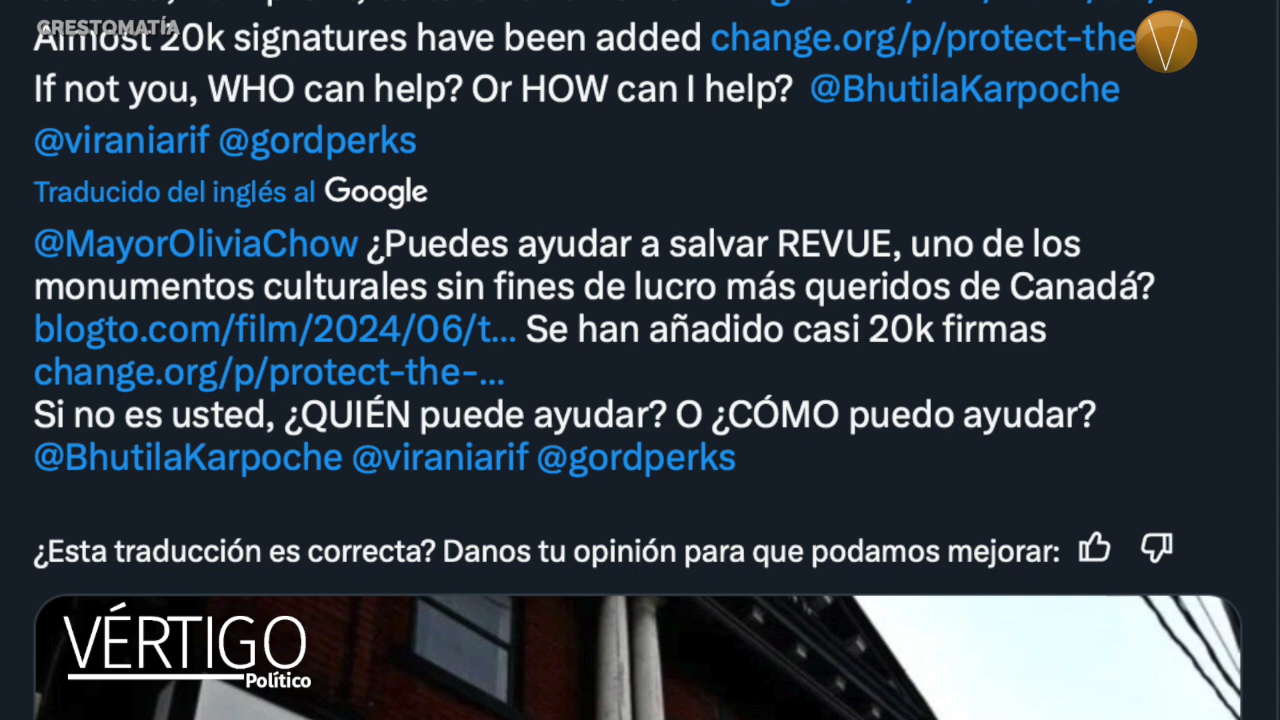 CRESTOMATÍA
Almost 20k signatures have been added change.org/p/protect-the
If not you, WHO can help? Or HOW can I help? @BhutilaKarpoche
@viraniarif @gordperks
Traducido del inglés al Google
@MayorOliviaChow ¿Puedes ayudar a salvar REVUE, uno de los
monumentos culturales sin fines de lucro más queridos de Canadá?
blogto.com/film/2024/06/t... Se han añadido casi 20k firmas
change.org/p/protect-the-...
Si no es usted, ¿QUIÉN puede ayudar? O ¿CÓMO puedo ayudar?
@BhutilaKarpoche @viraniarif @gordperks
¿Esta traducción es correcta? Danos tu opinión para que podamos mejorar:
VÉRTIGO
Político